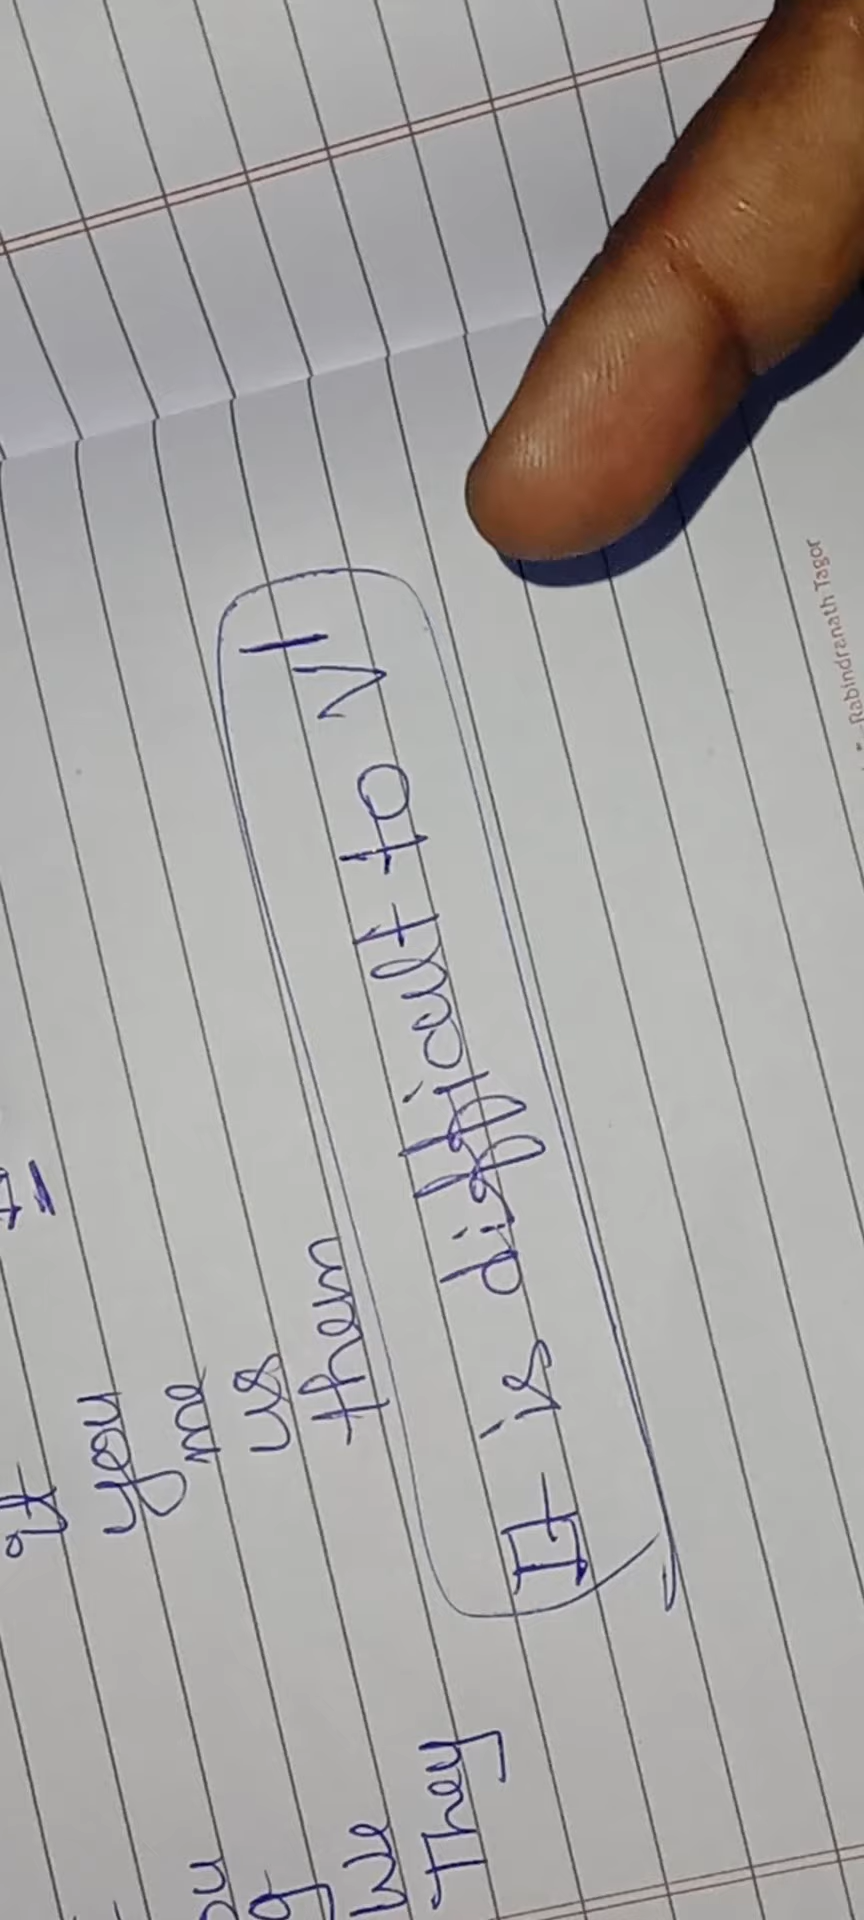 it
you
me
We us
They them
It is difficult to V1
- Rabindranath Tagor